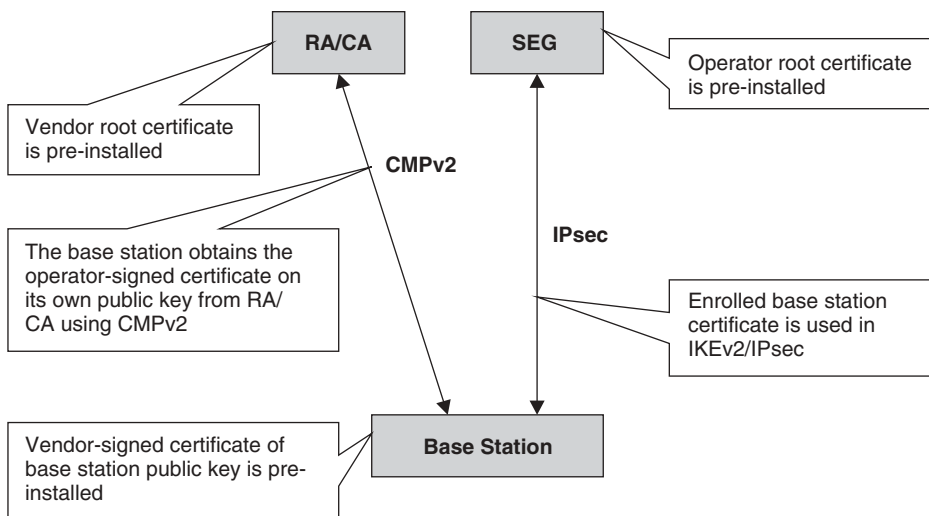 RA/CA
SEG
Operator root certificate
is pre-installed
Vendor root certificate
is pre-installed
CMPv2
The base station obtains the
operator-signed certificate on
its own public key from RA/
CA using CMPv2
IPsec
Enrolled base station
certificate is used in
IKEv2/IPsec
Base Station
Vendor-signed certificate of
base station public key is pre-
installed